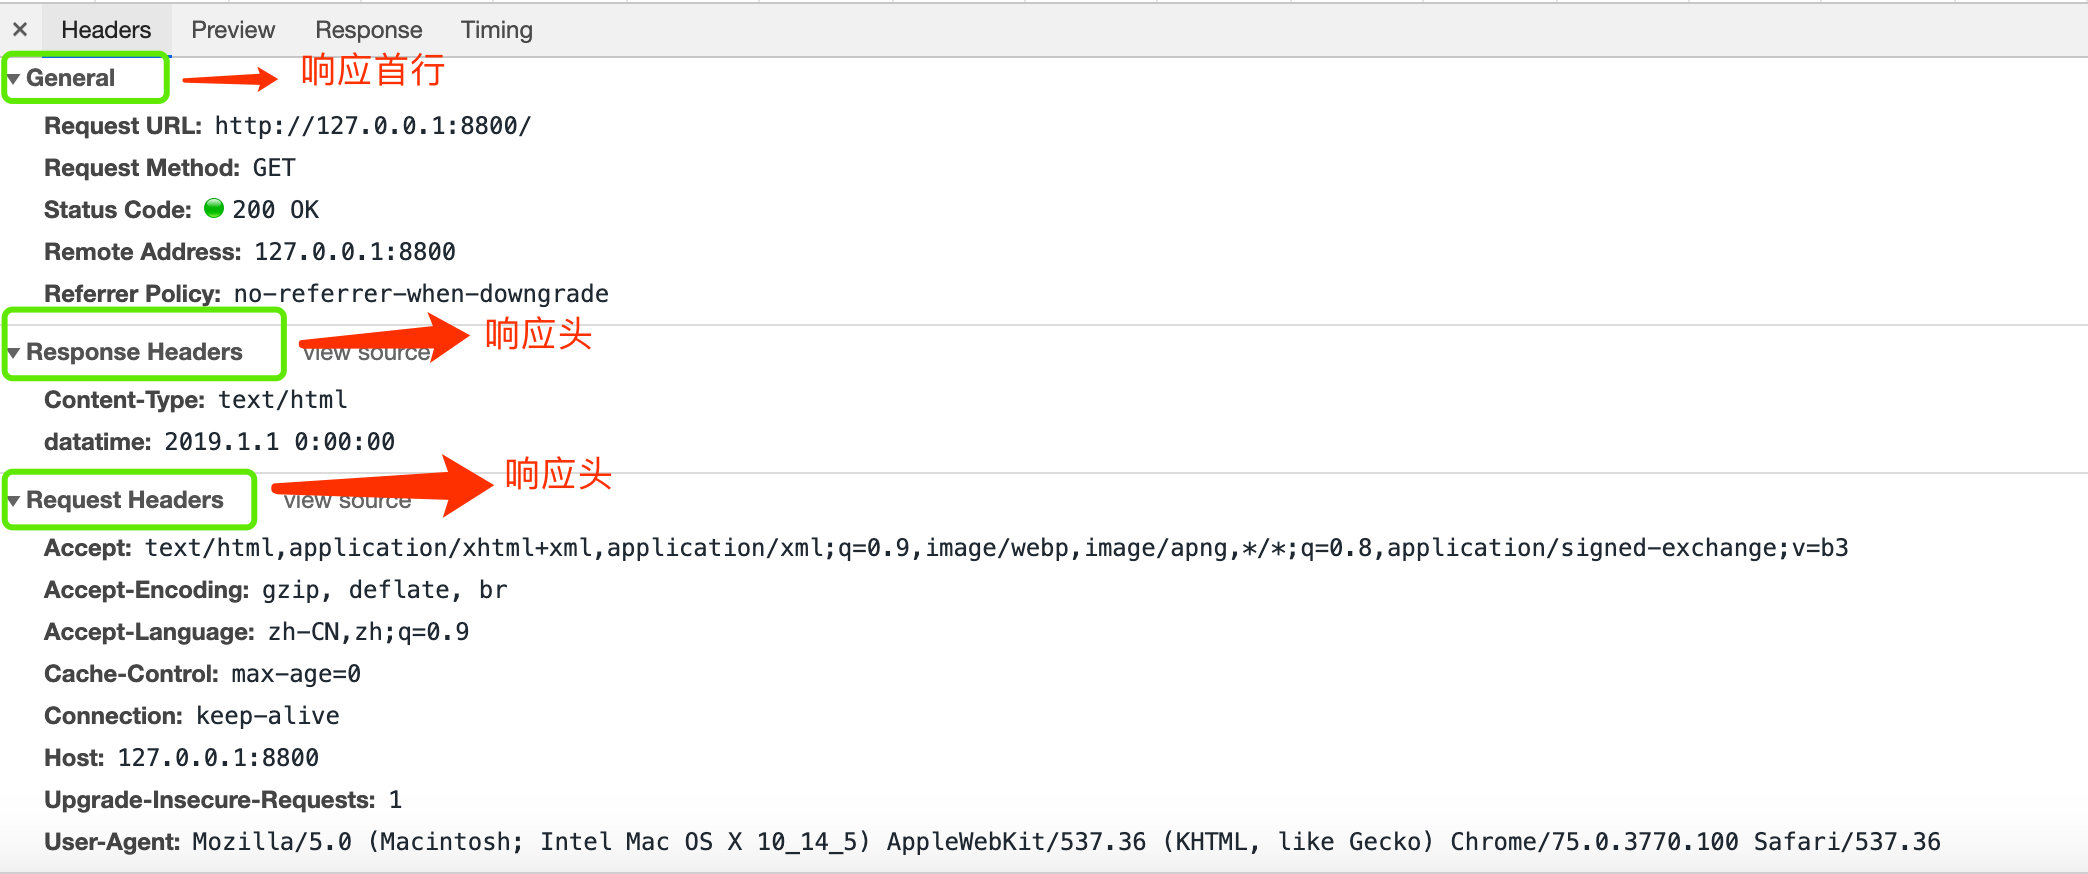 × Headers Preview Response Timing
General 响应首行
Request URL: http://127.0.0.1:8800/
Request Method: GET
Status Code: 200 OK
Remote Address: 127.0.0.1:8800
Referrer Policy: no-referrer-when-downgrade
Response Headers view source 响应头
Content-Type: text/html
datatime: 2019.1.1 0:00:00
Request Headers view source 响应头
Accept: text/html,application/xhtml+xml,application/xml;q=0.9,image/webp,image/apng,*/*;q=0.8,application/signed-exchange;v=b3
Accept-Encoding: gzip, deflate, br
Accept-Language: zh-CN,zh;q=0.9
Cache-Control: max-age=0
Connection: keep-alive
Host: 127.0.0.1:8800
Upgrade-Insecure-Requests: 1
User-Agent: Mozilla/5.0 (Macintosh; Intel Mac OS X 10_14_5) AppleWebKit/537.36 (KHTML, like Gecko) Chrome/75.0.3770.100 Safari/537.36